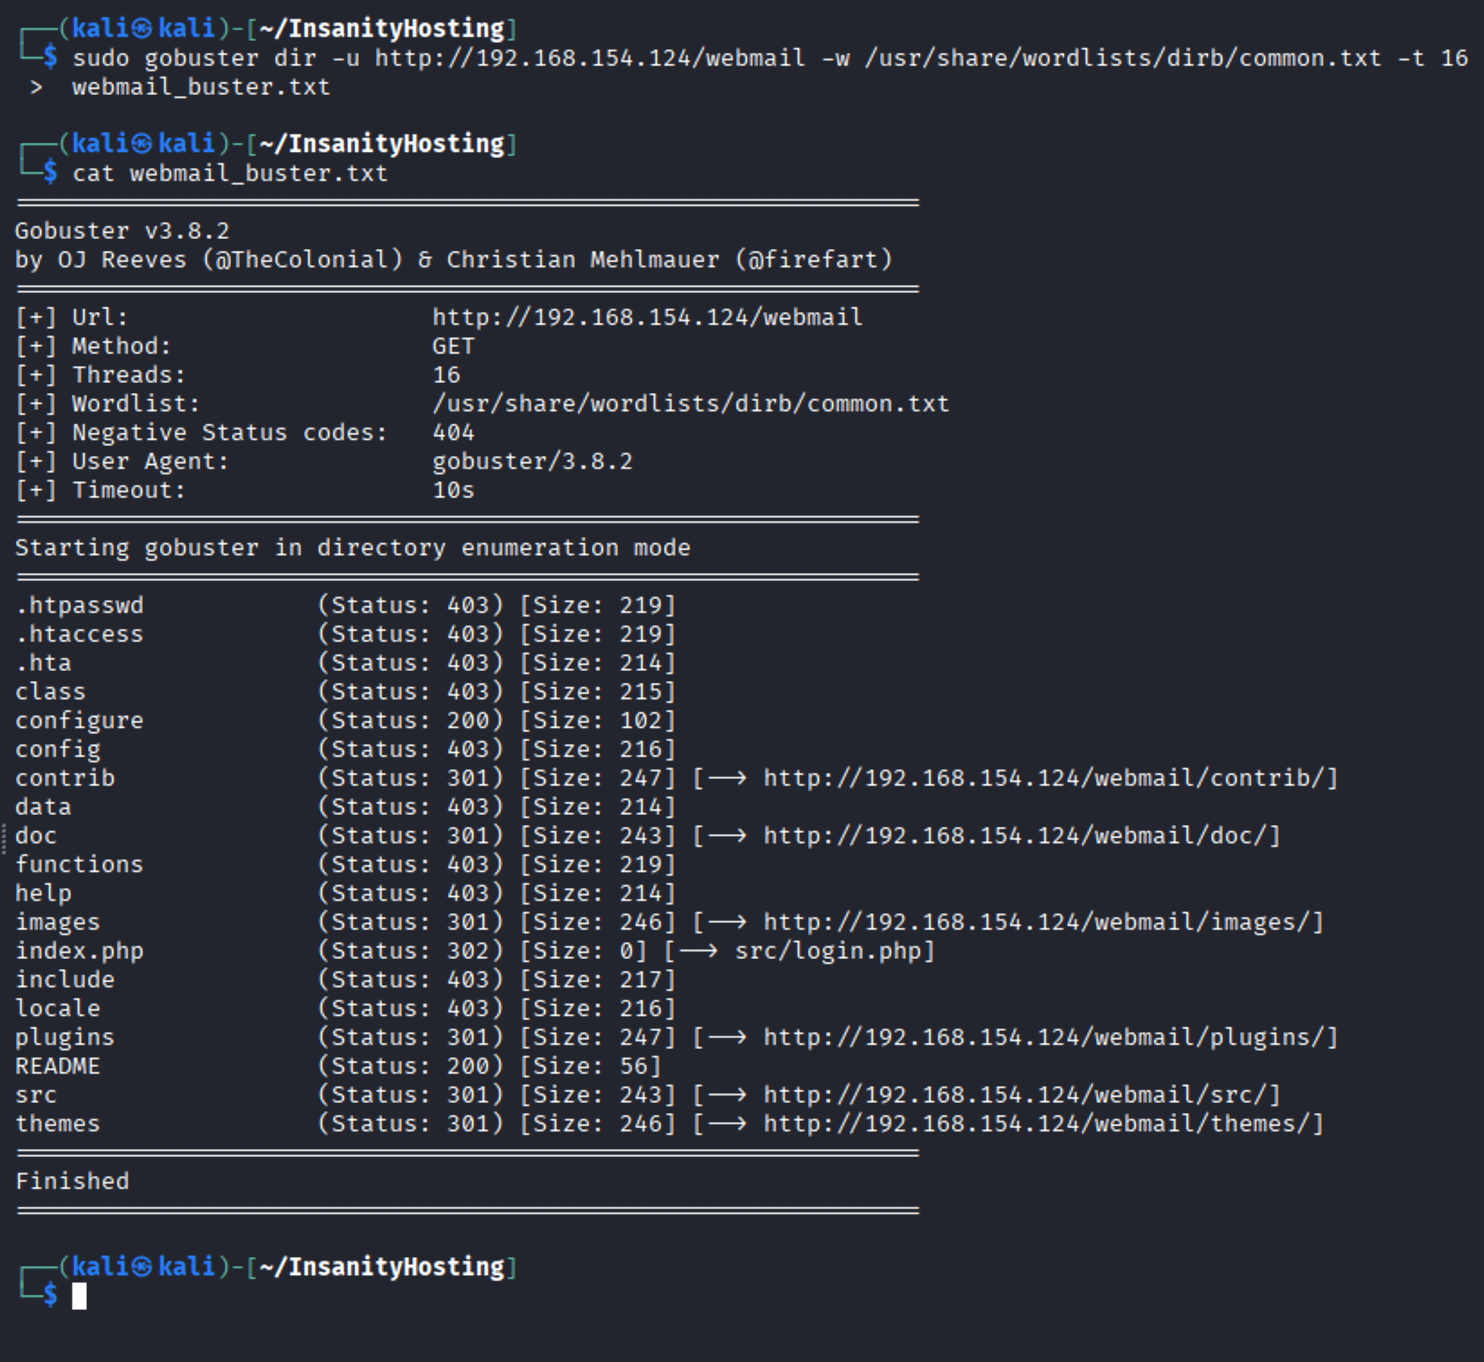 ┌──(kali㉿kali)-[~/InsanityHosting]
└─$ sudo gobuster dir -u http://192.168.154.124/webmail -w /usr/share/wordlists/dirb/common.txt -t 16
 >  webmail_buster.txt
┌──(kali㉿kali)-[~/InsanityHosting]
└─$ cat webmail_buster.txt
===============================================================
Gobuster v3.8.2
by OJ Reeves (@TheColonial) & Christian Mehlmauer (@firefart)
===============================================================
[+] Url:                     http://192.168.154.124/webmail
[+] Method:                  GET
[+] Threads:                 16
[+] Wordlist:                /usr/share/wordlists/dirb/common.txt
[+] Negative Status codes:   404
[+] User Agent:              gobuster/3.8.2
[+] Timeout:                 10s
===============================================================
Starting gobuster in directory enumeration mode
===============================================================
.htpasswd            (Status: 403) [Size: 219]
.htaccess            (Status: 403) [Size: 219]
.hta                 (Status: 403) [Size: 214]
class                (Status: 403) [Size: 215]
configure            (Status: 200) [Size: 102]
config               (Status: 403) [Size: 216]
contrib              (Status: 301) [Size: 247] [--> http://192.168.154.124/webmail/contrib/]
data                 (Status: 403) [Size: 214]
doc                  (Status: 301) [Size: 243] [--> http://192.168.154.124/webmail/doc/]
functions            (Status: 403) [Size: 219]
help                 (Status: 403) [Size: 214]
images               (Status: 301) [Size: 246] [--> http://192.168.154.124/webmail/images/]
index.php            (Status: 302) [Size: 0] [--> src/login.php]
include              (Status: 403) [Size: 217]
locale               (Status: 403) [Size: 216]
plugins              (Status: 301) [Size: 247] [--> http://192.168.154.124/webmail/plugins/]
README               (Status: 200) [Size: 56]
src                  (Status: 301) [Size: 243] [--> http://192.168.154.124/webmail/src/]
themes               (Status: 301) [Size: 246] [--> http://192.168.154.124/webmail/themes/]
===============================================================
Finished
===============================================================
┌──(kali㉿kali)-[~/InsanityHosting]
└─$